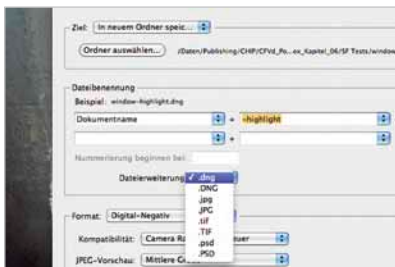 Ziel: In neuem Ordner speic...
Ordner auswählen... /Daten/Publishing/CHIP/CFVd_Po...ex_Kapitel_06/SF Tests/window
Dateibenennung
Beispiel: window-highlight.dng
Dokumentname + -highlight
+
Nummerierung beginnen bei:
Dateierweiterung ✓ .dng
.DNG
.jpg
.JPG
.tif
.TIF
.psd
.PSD
Format: Digital-Negativ
Kompatibilität: Camera Ra uer
JPEG-Vorschau: Mittlere G